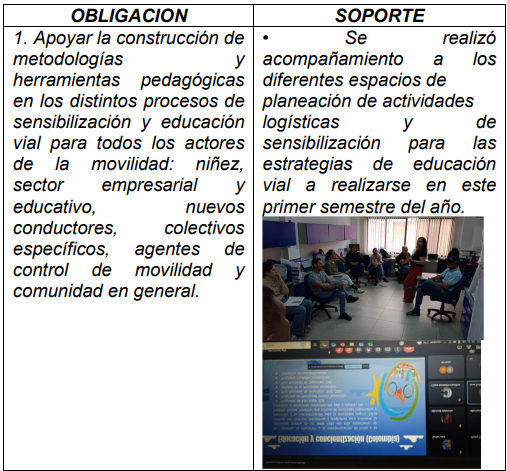 OBLIGACION
SOPORTE
1. Apoyar la construcción de
metodologías y
herramientas pedagógicas
en los distintos procesos de
sensibilización y educación
vial para todos los actores
de la movilidad: niñez,
sector empresarial y
educativo, nuevos
conductores, colectivos
específicos, agentes de
control de movilidad y
comunidad en general.
• Se realizó
acompañamiento a los
diferentes espacios de
planeación de actividades
logísticas y de
sensibilización para las
estrategias de educación
vial a realizarse en este
primer semestre del año.
Educación y concientización (Colombia)